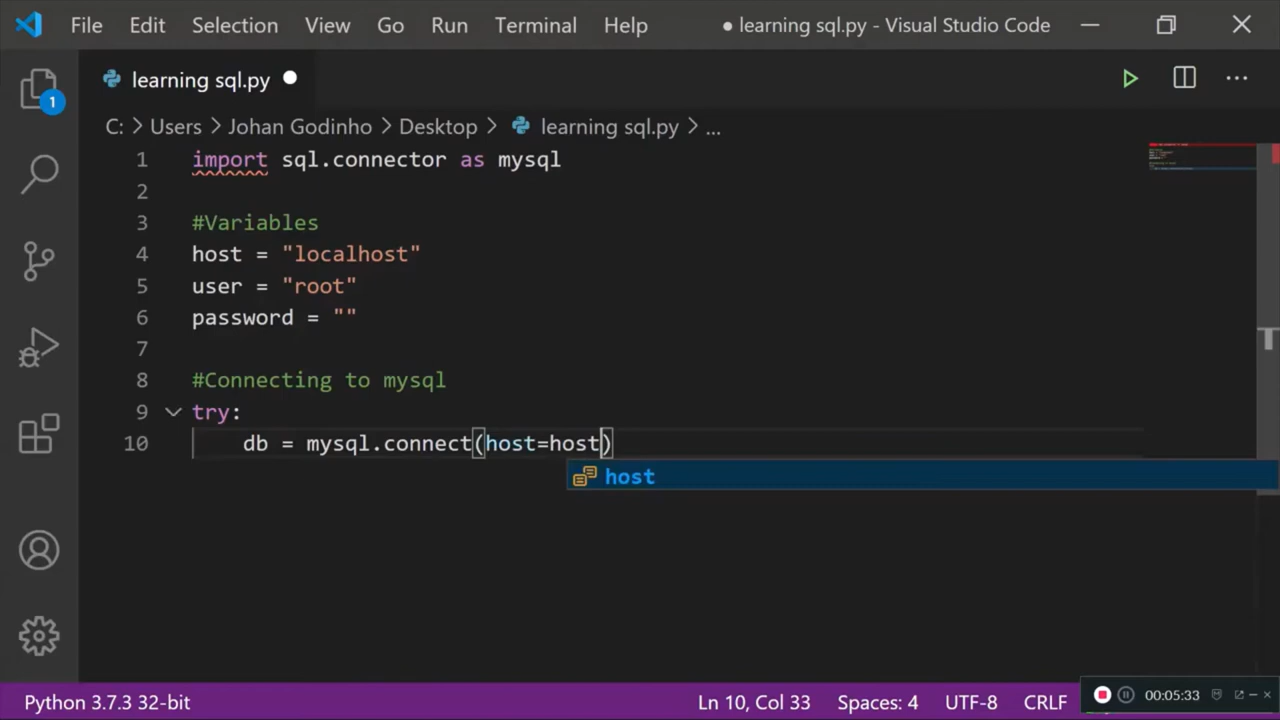 File Edit Selection View Go Run Terminal Help ● learning sql.py - Visual Studio Code
learning sql.py
C: > Users > Johan Godinho > Desktop > learning sql.py > ...
1 import sql.connector as mysql
2
3 #Variables
4 host = "localhost"
5 user = "root"
6 password = ""
7
8 #Connecting to mysql
9 try:
10 db = mysql.connect(host=host)
host
1
Python 3.7.3 32-bit Ln 10, Col 33 Spaces: 4 UTF-8 CRLF 00:05:33